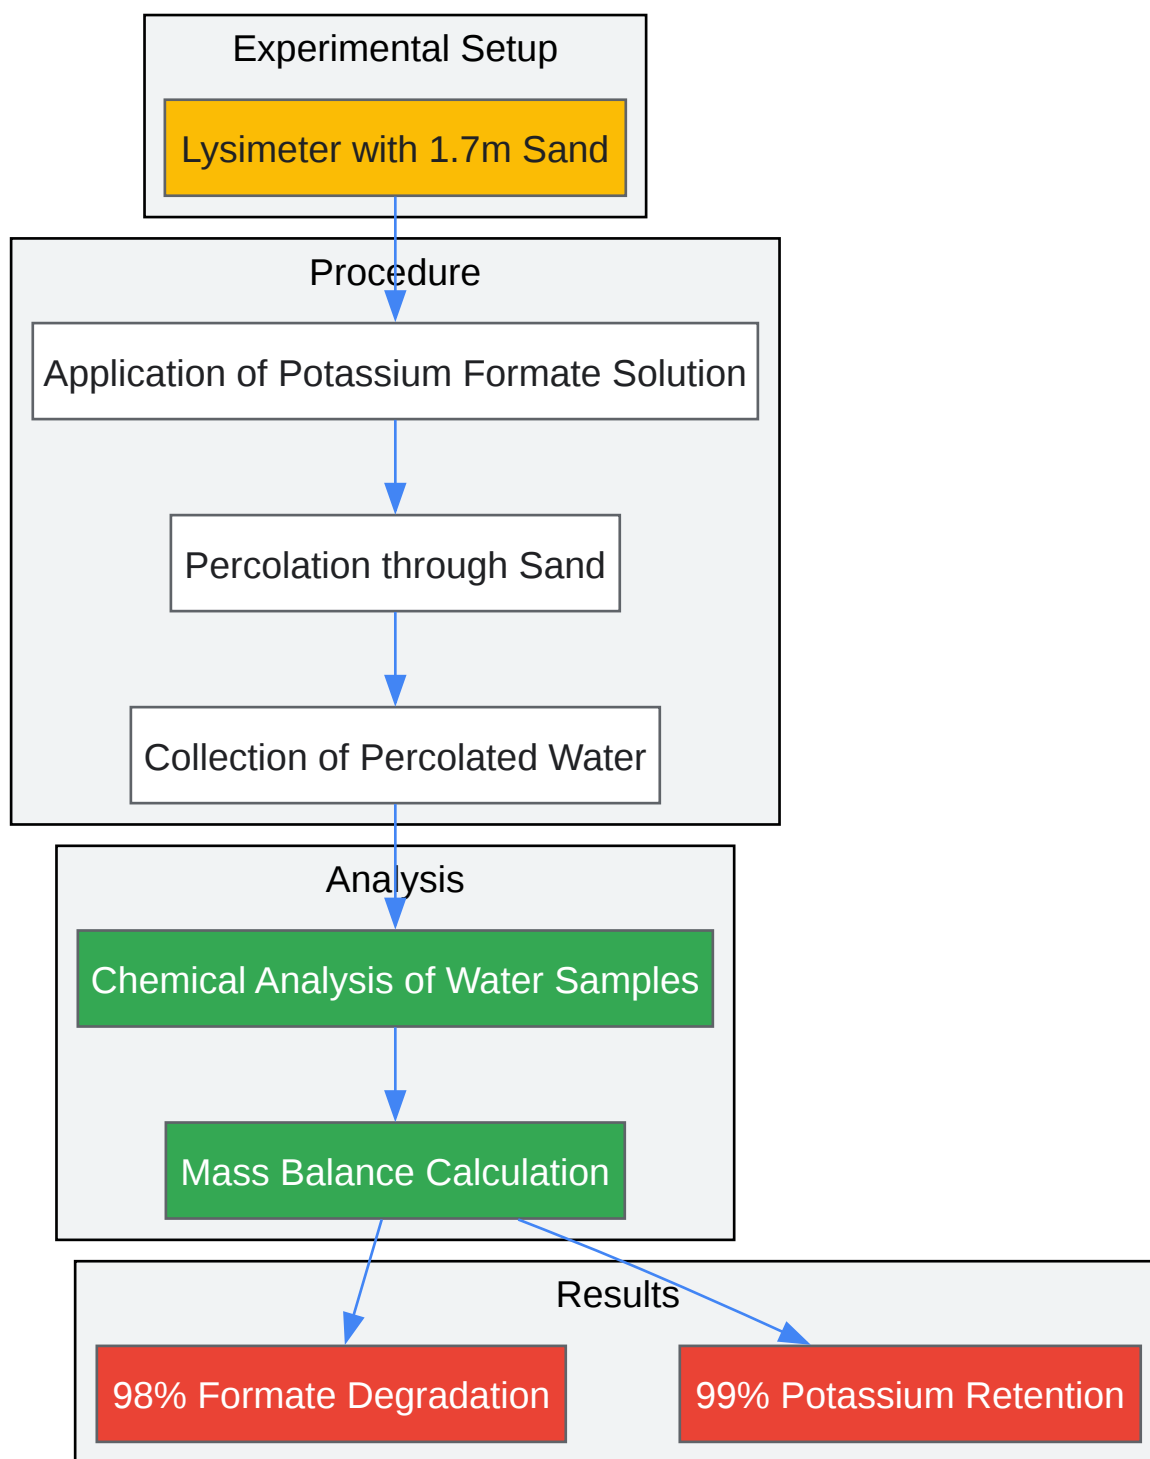 Experimental Setup
Lysimeter with 1.7m Sand
Procedure
Application of Potassium Formate Solution
Percolation through Sand
Collection of Percolated Water
Analysis
Chemical Analysis of Water Samples
Mass Balance Calculation
Results
98% Formate Degradation
99% Potassium Retention